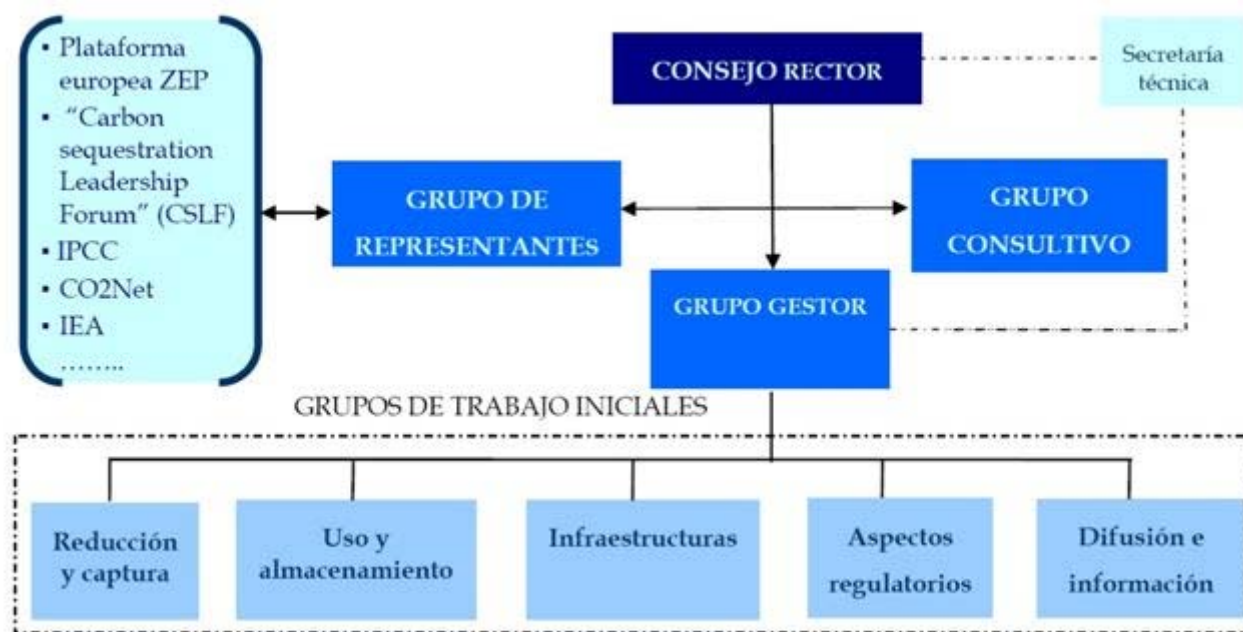 ▪ Plataforma
europea ZEP
▪ “Carbon
sequestration
Leadership
Forum” (CSLF)
▪ IPCC
▪ CO2Net
▪ IEA
……..
CONSEJO RECTOR
Secretaría
técnica
GRUPO DE
REPRESENTANTES
GRUPO
CONSULTIVO
GRUPO GESTOR
GRUPOS DE TRABAJO INICIALES
Reducción
y captura
Uso y
almacenamiento
Infraestructuras
Aspectos
regulatorios
Difusión e
información